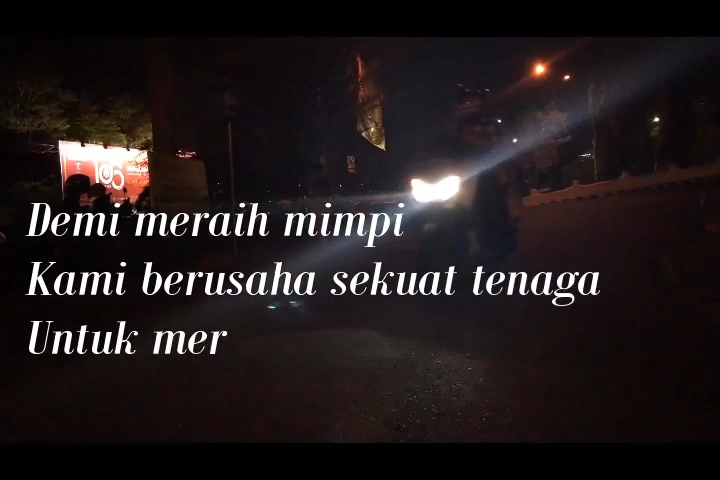 Demi meraih mimpi
Kami berusaha sekuat tenaga
Untuk mer